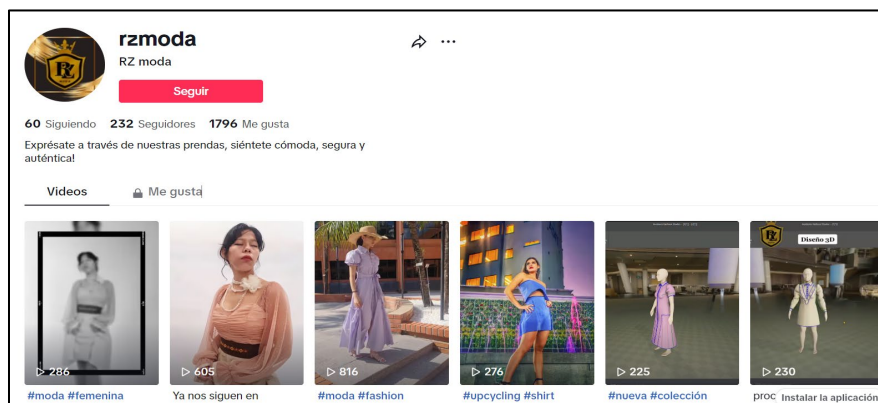 rzmoda
RZ moda
Seguir
60 Siguiendo 232 Seguidores 1796 Me gusta
Exprésate a través de nuestras prendas, siéntete cómoda, segura y
auténtica!
Videos Me gusta
RZ
RZ
Diseño 3D
286 605 816 276 225 230
#moda #femenina Ya nos siguen en #moda #fashion #upcycling #shirt #nueva #colección proc Instalar la aplicación